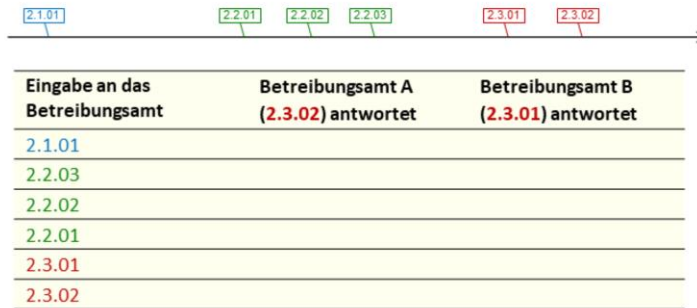 2.1.01 2.2.01 2.2.02 2.2.03 2.3.01 2.3.02
Eingabe an das Betreibungsamt A Betreibungsamt B
Betreibungsamt (2.3.02) antwortet (2.3.01) antwortet
2.1.01
2.2.03
2.2.02
2.2.01
2.3.01
2.3.02